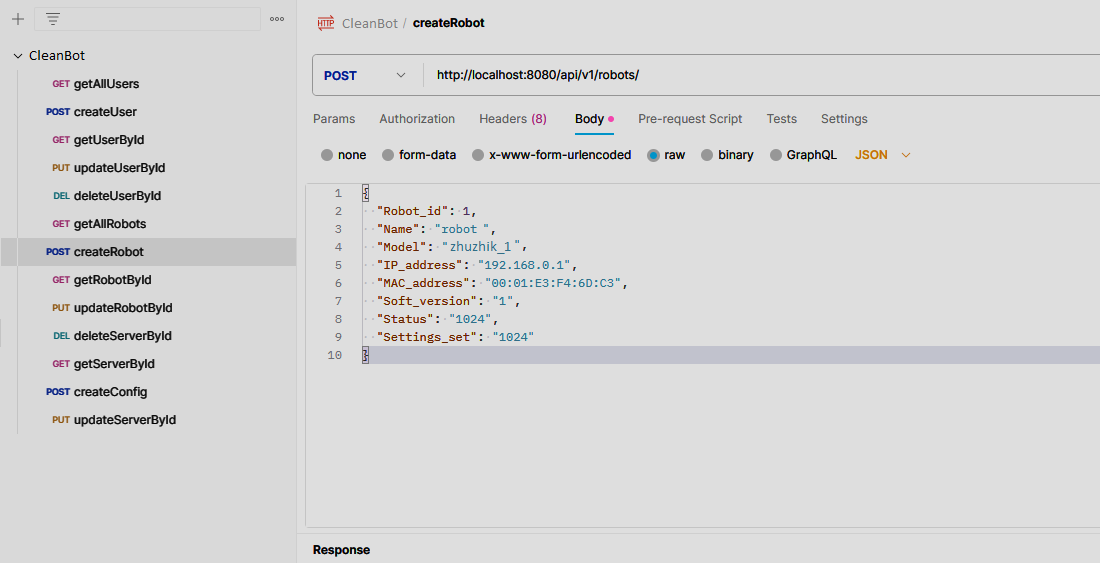 CleanBot
GET getAllUsers
POST createUser
GET getUserById
PUT updateUserById
DEL deleteUserById
GET getAllRobots
POST createRobot
GET getRobotById
PUT updateRobotById
DEL deleteServerById
GET getServerById
POST createConfig
PUT updateServerById
HTTP CleanBot / createRobot
POST http://localhost:8080/api/v1/robots/
Params Authorization Headers (8) Body Pre-request Script Tests Settings
none form-data x-www-form-urlencoded raw binary GraphQL JSON
1 {
2 "Robot_id": 1,
3 "Name": "robot ",
4 "Model": "zhuzhik_1 ",
5 "IP_address": "192.168.0.1",
6 "MAC_address": "00:01:E3:F4:6D:C3",
7 "Soft_version": "1",
8 "Status": "1024",
9 "Settings_set": "1024"
10 }
Response